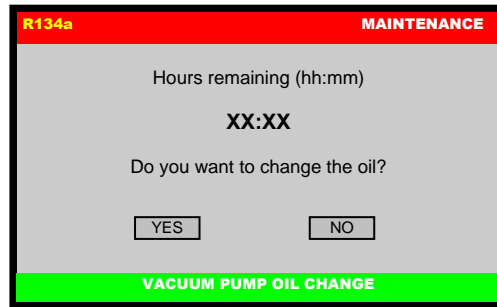 R134a MAINTENANCE
Hours remaining (hh:mm)
XX:XX
Do you want to change the oil?
YES NO
VACUUM PUMP OIL CHANGE